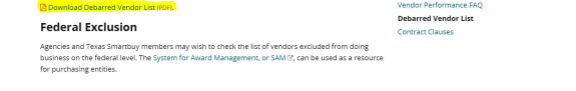 Download Debarred Vendor List (PDF).
Federal Exclusion
Agencies and Texas Smartbuy members may wish to check the list of vendors excluded from doing
business on the federal level. The System for Award Management, or SAM, can be used as a resource
for purchasing entities.
Vendor Performance FAQ
Debarred Vendor List
Contract Clauses